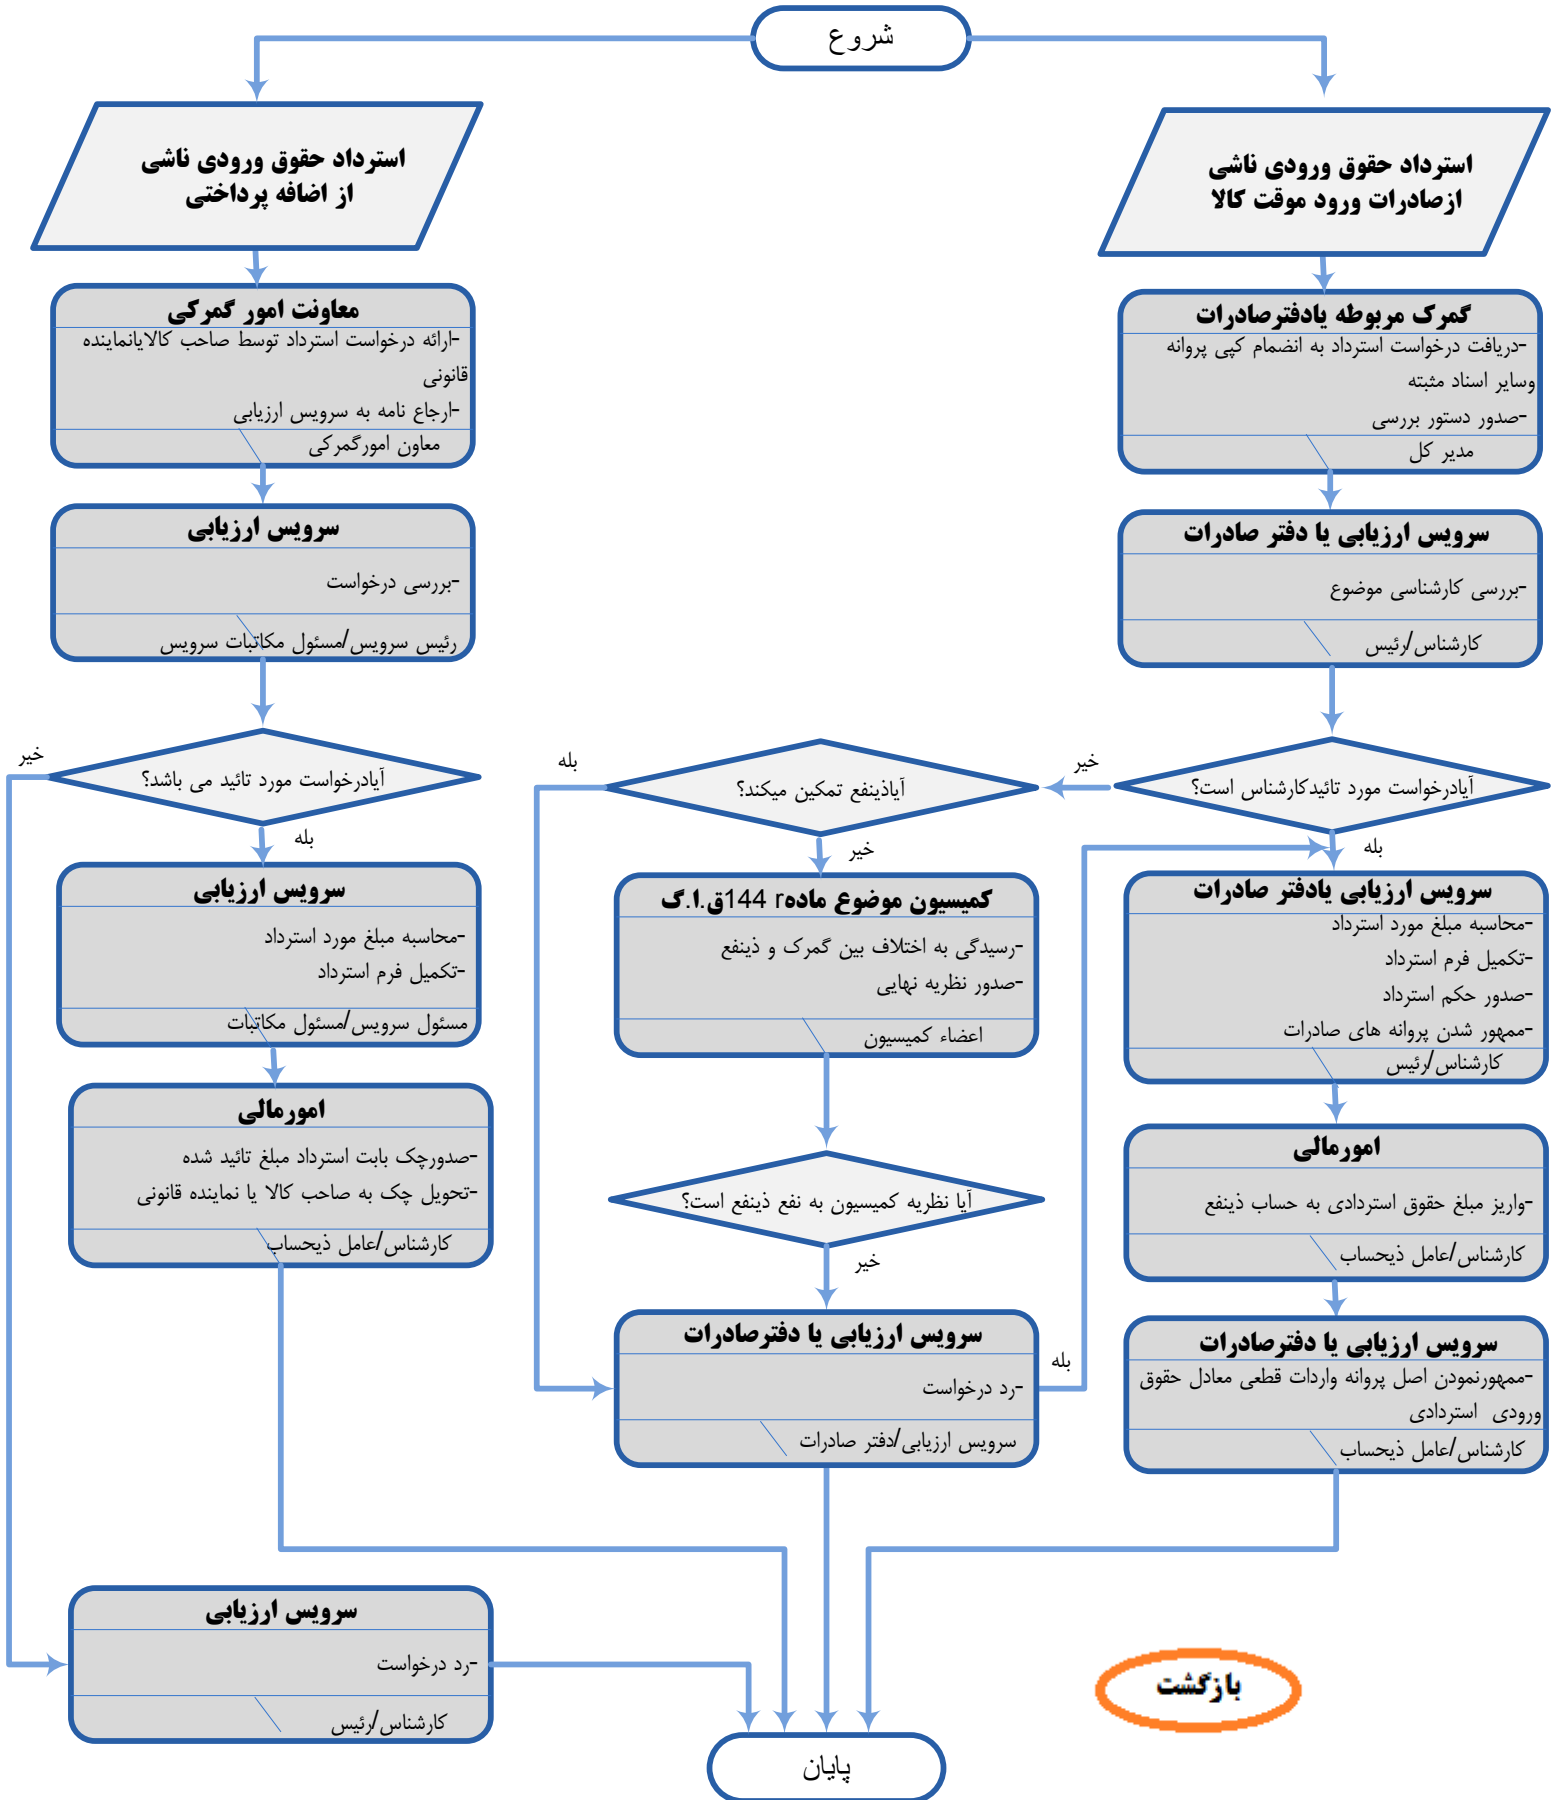 شروع
استرداد حقوق ورودی ناشی
ازصادرات ورود موقت کالا
گمرک مربوطه یادفترصادرات
-دریافت درخواست استرداد به انضمام کپی پروانه
وسایر اسناد مثبته
-صدور دستور بررسی
مدیر کل
سرویس ارزیابی یا دفتر صادرات
-بررسی کارشناسی موضوع
کارشناس/رئیس
آیادرخواست مورد تائیدکارشناس است؟
خیر
بله
سرویس ارزیابی یادفتر صادرات
-محاسبه مبلغ مورد استرداد
-تکمیل فرم استرداد
-صدور حکم استرداد
-ممهور شدن پروانه های صادرات
کارشناس/رئیس
امورمالی
-واریز مبلغ حقوق استردادی به حساب ذینفع
کارشناس/عامل ذیحساب
سرویس ارزیابی یا دفترصادرات
-ممهورنمودن اصل پروانه واردات قطعی معادل حقوق
ورودی استردادی
کارشناس/عامل ذیحساب
آیاذینفع تمکین میکند؟
بله
خیر
کمیسیون موضوع ماده144 r ق.ا.گ
-رسیدگی به اختلاف بین گمرک و ذینفع
-صدور نظریه نهایی
اعضاء کمیسیون
آیا نظریه کمیسیون به نفع ذینفع است؟
خیر
بله
سرویس ارزیابی یا دفترصادرات
-رد درخواست
سرویس ارزیابی/دفتر صادرات
استرداد حقوق ورودی ناشی
از اضافه پرداختی
معاونت امور گمرکی
-ارائه درخواست استرداد توسط صاحب کالایانماینده
قانونی
-ارجاع نامه به سرویس ارزیابی
معاون امورگمرکی
سرویس ارزیابی
-بررسی درخواست
رئیس سرویس/مسئول مکاتبات سرویس
آیادرخواست مورد تائید می باشد؟
خیر
بله
سرویس ارزیابی
-محاسبه مبلغ مورد استرداد
-تکمیل فرم استرداد
مسئول سرویس/مسئول مکاتبات
امورمالی
-صدورچک بابت استرداد مبلغ تائید شده
-تحویل چک به صاحب کالا یا نماینده قانونی
کارشناس/عامل ذیحساب
سرویس ارزیابی
-رد درخواست
کارشناس/رئیس
بازگشت
پایان